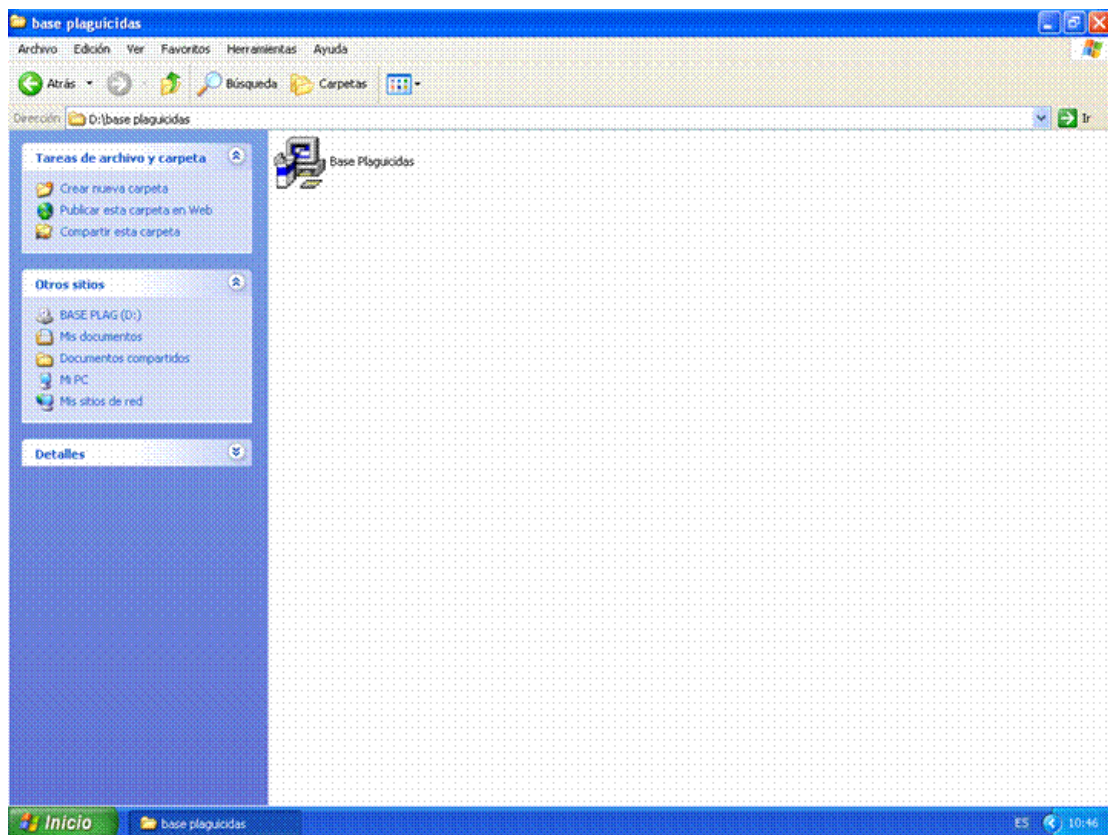 base plaguicidas
Archivo Edición Ver Favoritos Herramientas Ayuda
Atrás Búsqueda Carpetas
Dirección D:\base plaguicidas Ir
Tareas de archivo y carpeta
Crear nueva carpeta
Publicar esta carpeta en Web
Compartir esta carpeta
Otros sitios
BASE PLAG (D:)
Mis documentos
Documentos compartidos
Mi PC
Mis sitios de red
Detalles
Base Plaguicidas
Inicio base plaguicidas ES 10:46